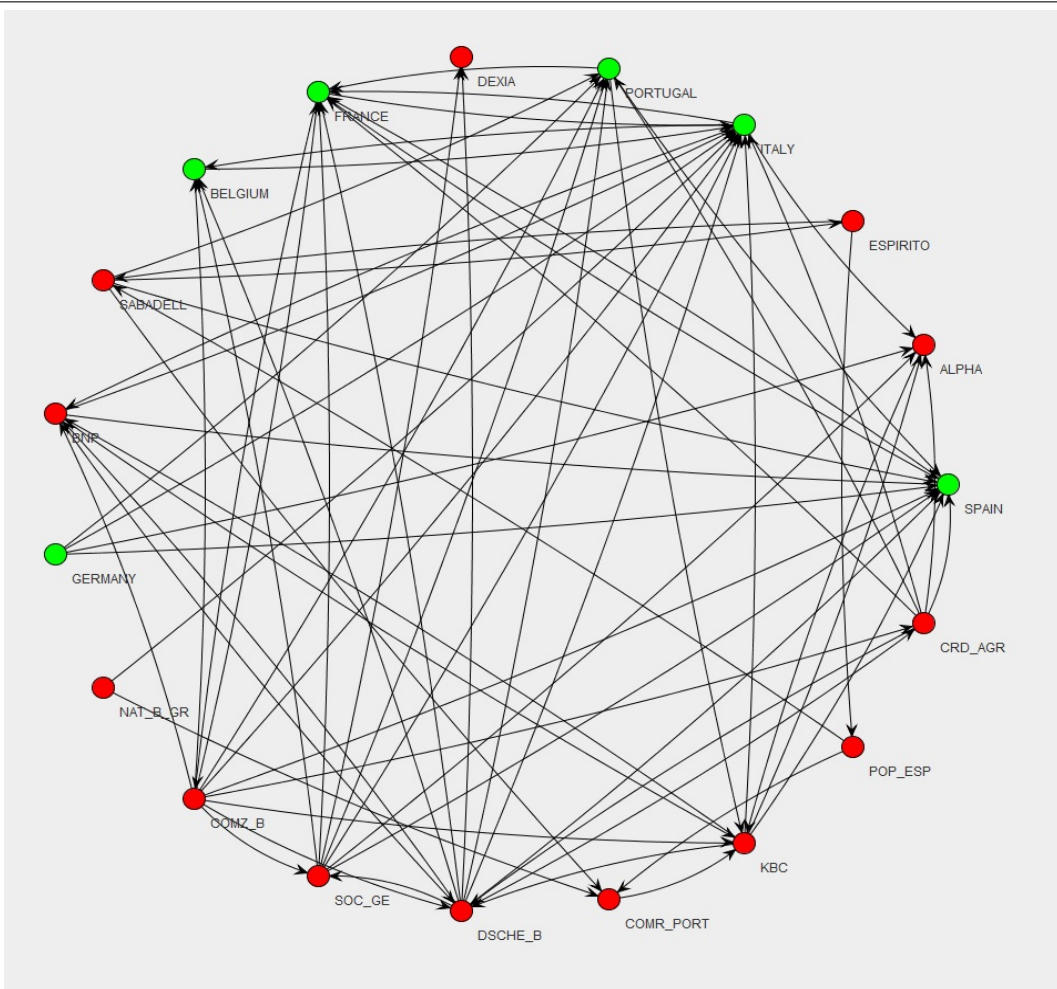 DEXIA
PORTUGAL
FRANCE
ITALY
BELGIUM
ESPIRITO
SABADELL
ALPHA
BNP
SPAIN
GERMANY
CRD_AGR
NAT_B_GR
POP_ESP
COMZ_B
KBC
SOC_GE
COMR_PORT
DSCHE_B